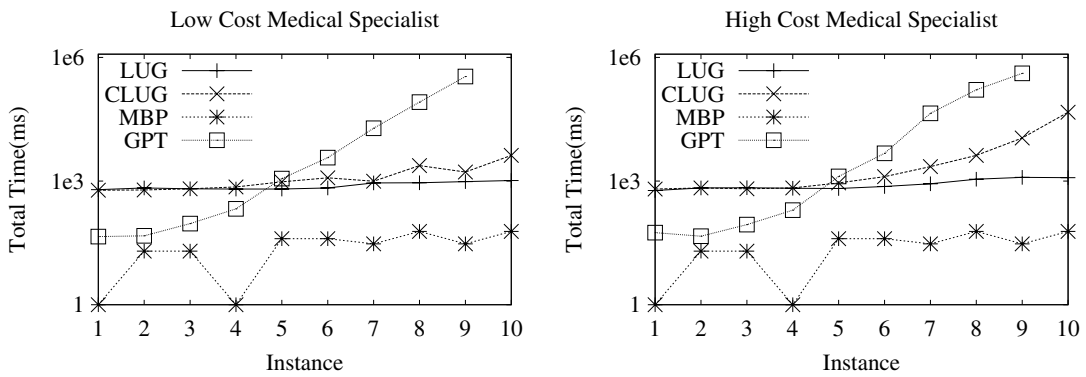 Low Cost Medical Specialist
1e6
1e3
1
Total Time(ms)
LUG
CLUG
MBP
GPT
1 2 3 4 5 6 7 8 9 10
Instance
High Cost Medical Specialist
1e6
1e3
1
Total Time(ms)
LUG
CLUG
MBP
GPT
1 2 3 4 5 6 7 8 9 10
Instance